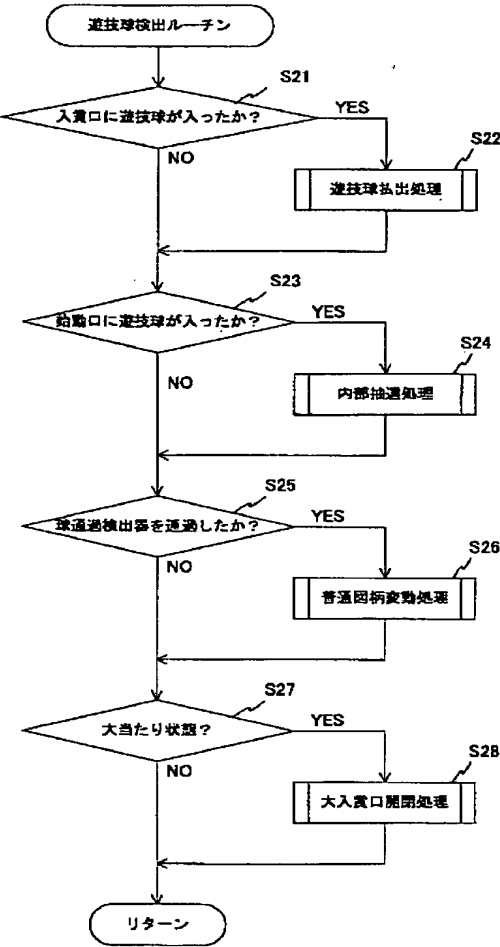 遊技球検出ルーチン
S21
入賞口に遊技球が入ったか？
YES
NO
S22
遊技球払出処理
S23
始動口に遊技球が入ったか？
YES
NO
S24
内部抽選処理
S25
球通過検出器を通過したか？
YES
NO
S26
普通図柄変動処理
S27
大当たり状態？
YES
NO
S28
大入賞口開閉処理
リターン